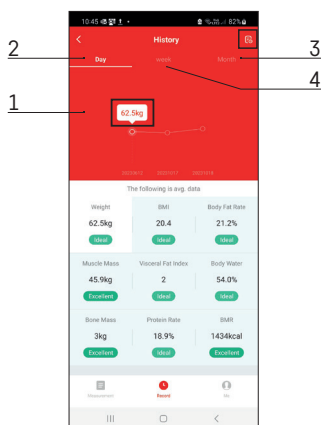 10:45
82%
2
History
3
Day
week
Month
4
1
62.5kg
20221017
The following is avg. data
Weight
BMI
Body Fat Rate
62.5kg
20.4
21.2%
Ideal
Ideal
Ideal
Muscle Mass
Visceral Fat Index
Body Water
45.9kg
2
54.0%
Excellent
Ideal
Ideal
Bone Mass
Protein Rate
BMR
3kg
18.9%
1434kcal
Excellent
Ideal
Excellent
Record
Me